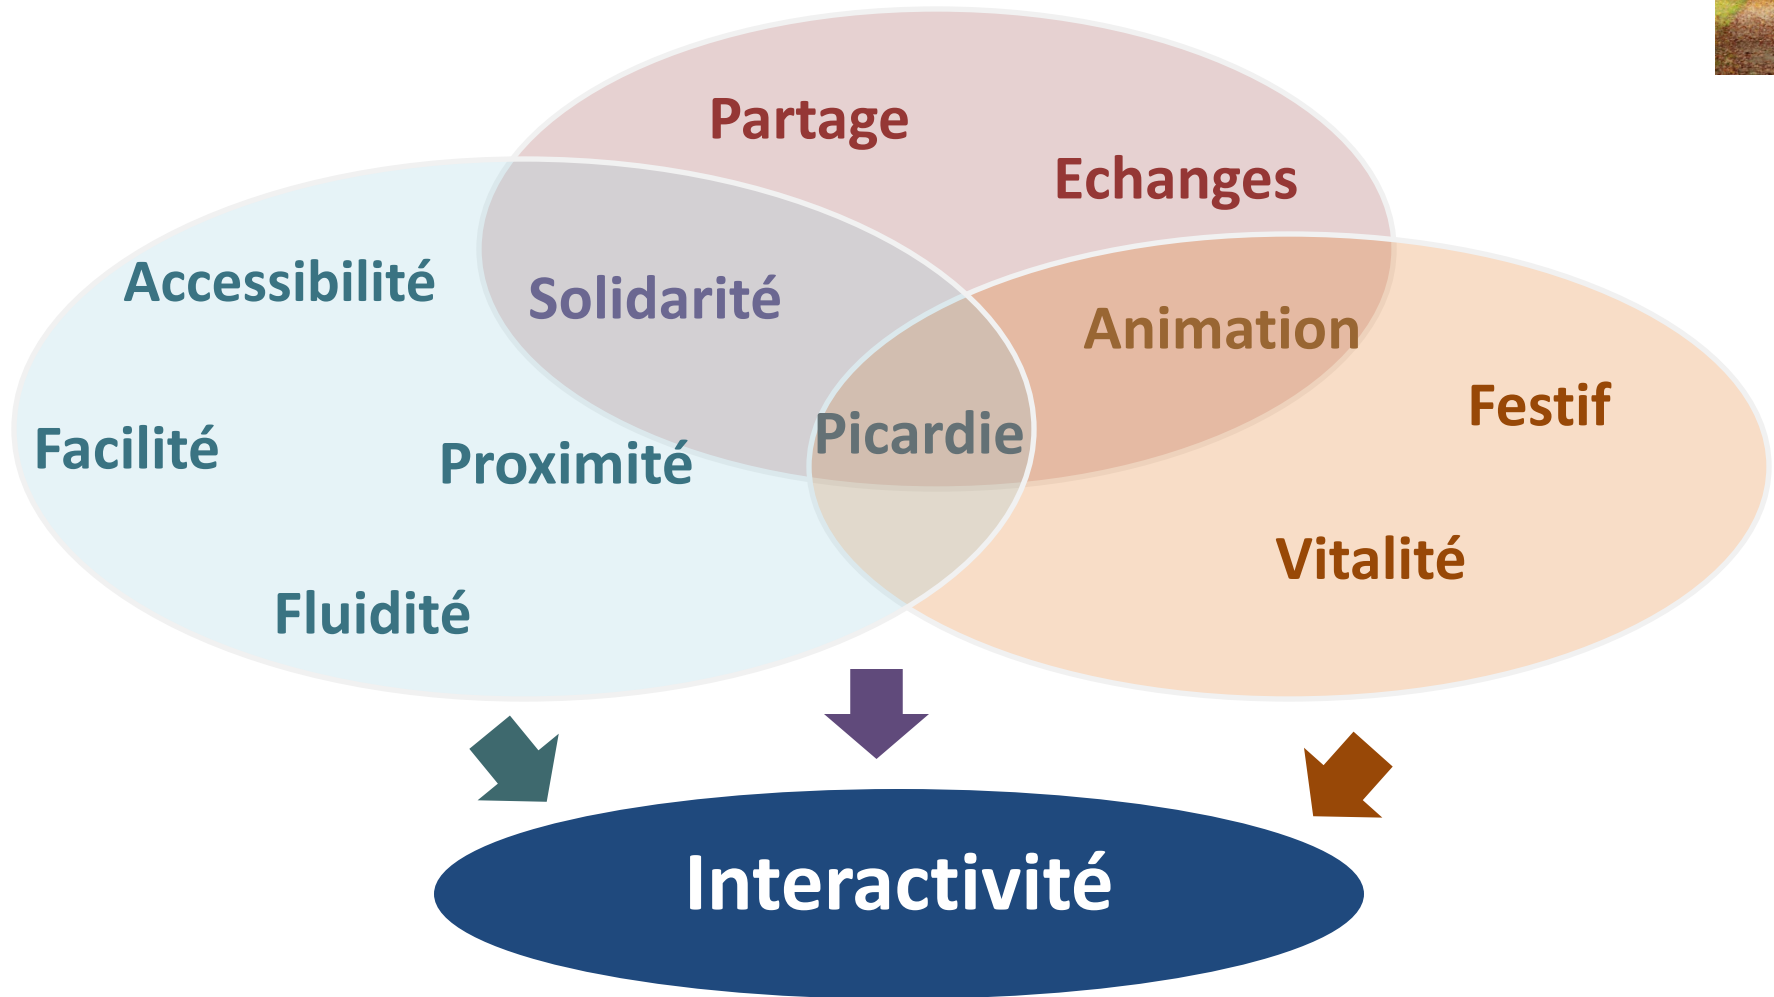 Partage
Echanges
Accessibilité
Solidarité
Animation
Festif
Facilité
Proximité
Picardie
Vitalité
Fluidité
Interactivité